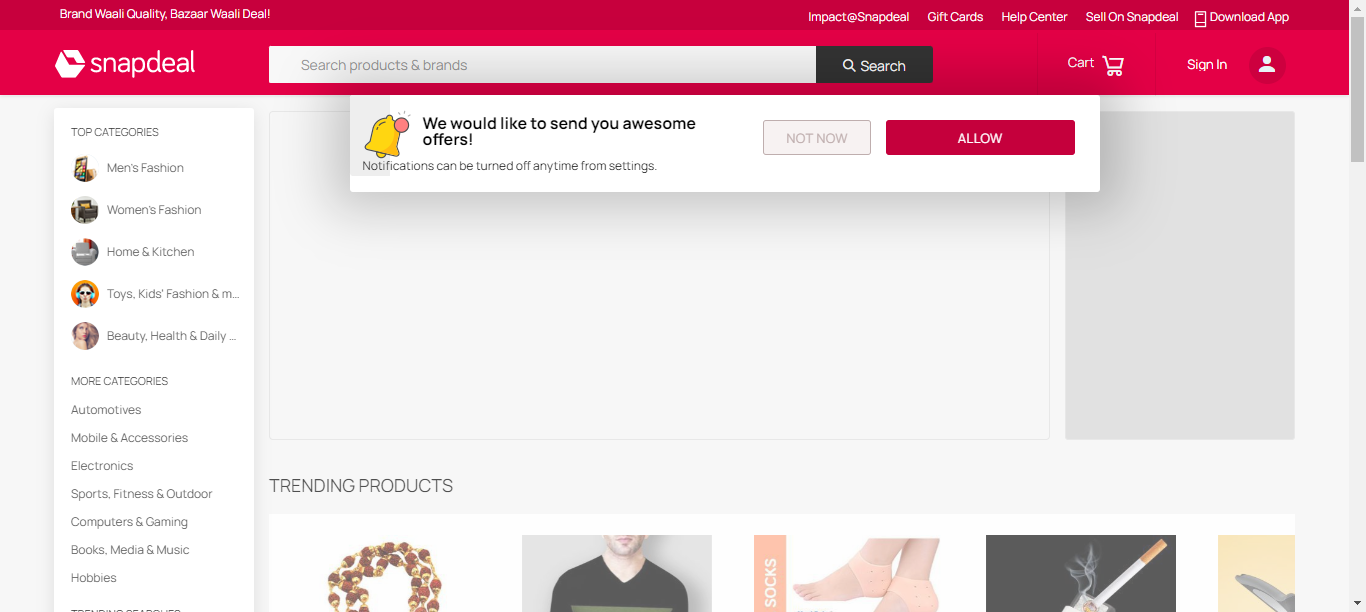 Brand Waali Quality, Bazaar Waali Deal!
Impact@Snapdeal
Gift Cards
Help Center
Sell On Snapdeal
Download App
snapdeal
Search products & brands
Search
Cart
Sign In
We would like to send you awesome
offers!
Notifications can be turned off anytime from settings.
NOT NOW
ALLOW
TOP CATEGORIES
Men's Fashion
Women's Fashion
Home & Kitchen
Toys, Kids' Fashion & m...
Beauty, Health & Daily ...
MORE CATEGORIES
Automotives
Mobile & Accessories
Electronics
Sports, Fitness & Outdoor
Computers & Gaming
Books, Media & Music
Hobbies
TRENDING SEARCHES
TRENDING PRODUCTS
SOCKS